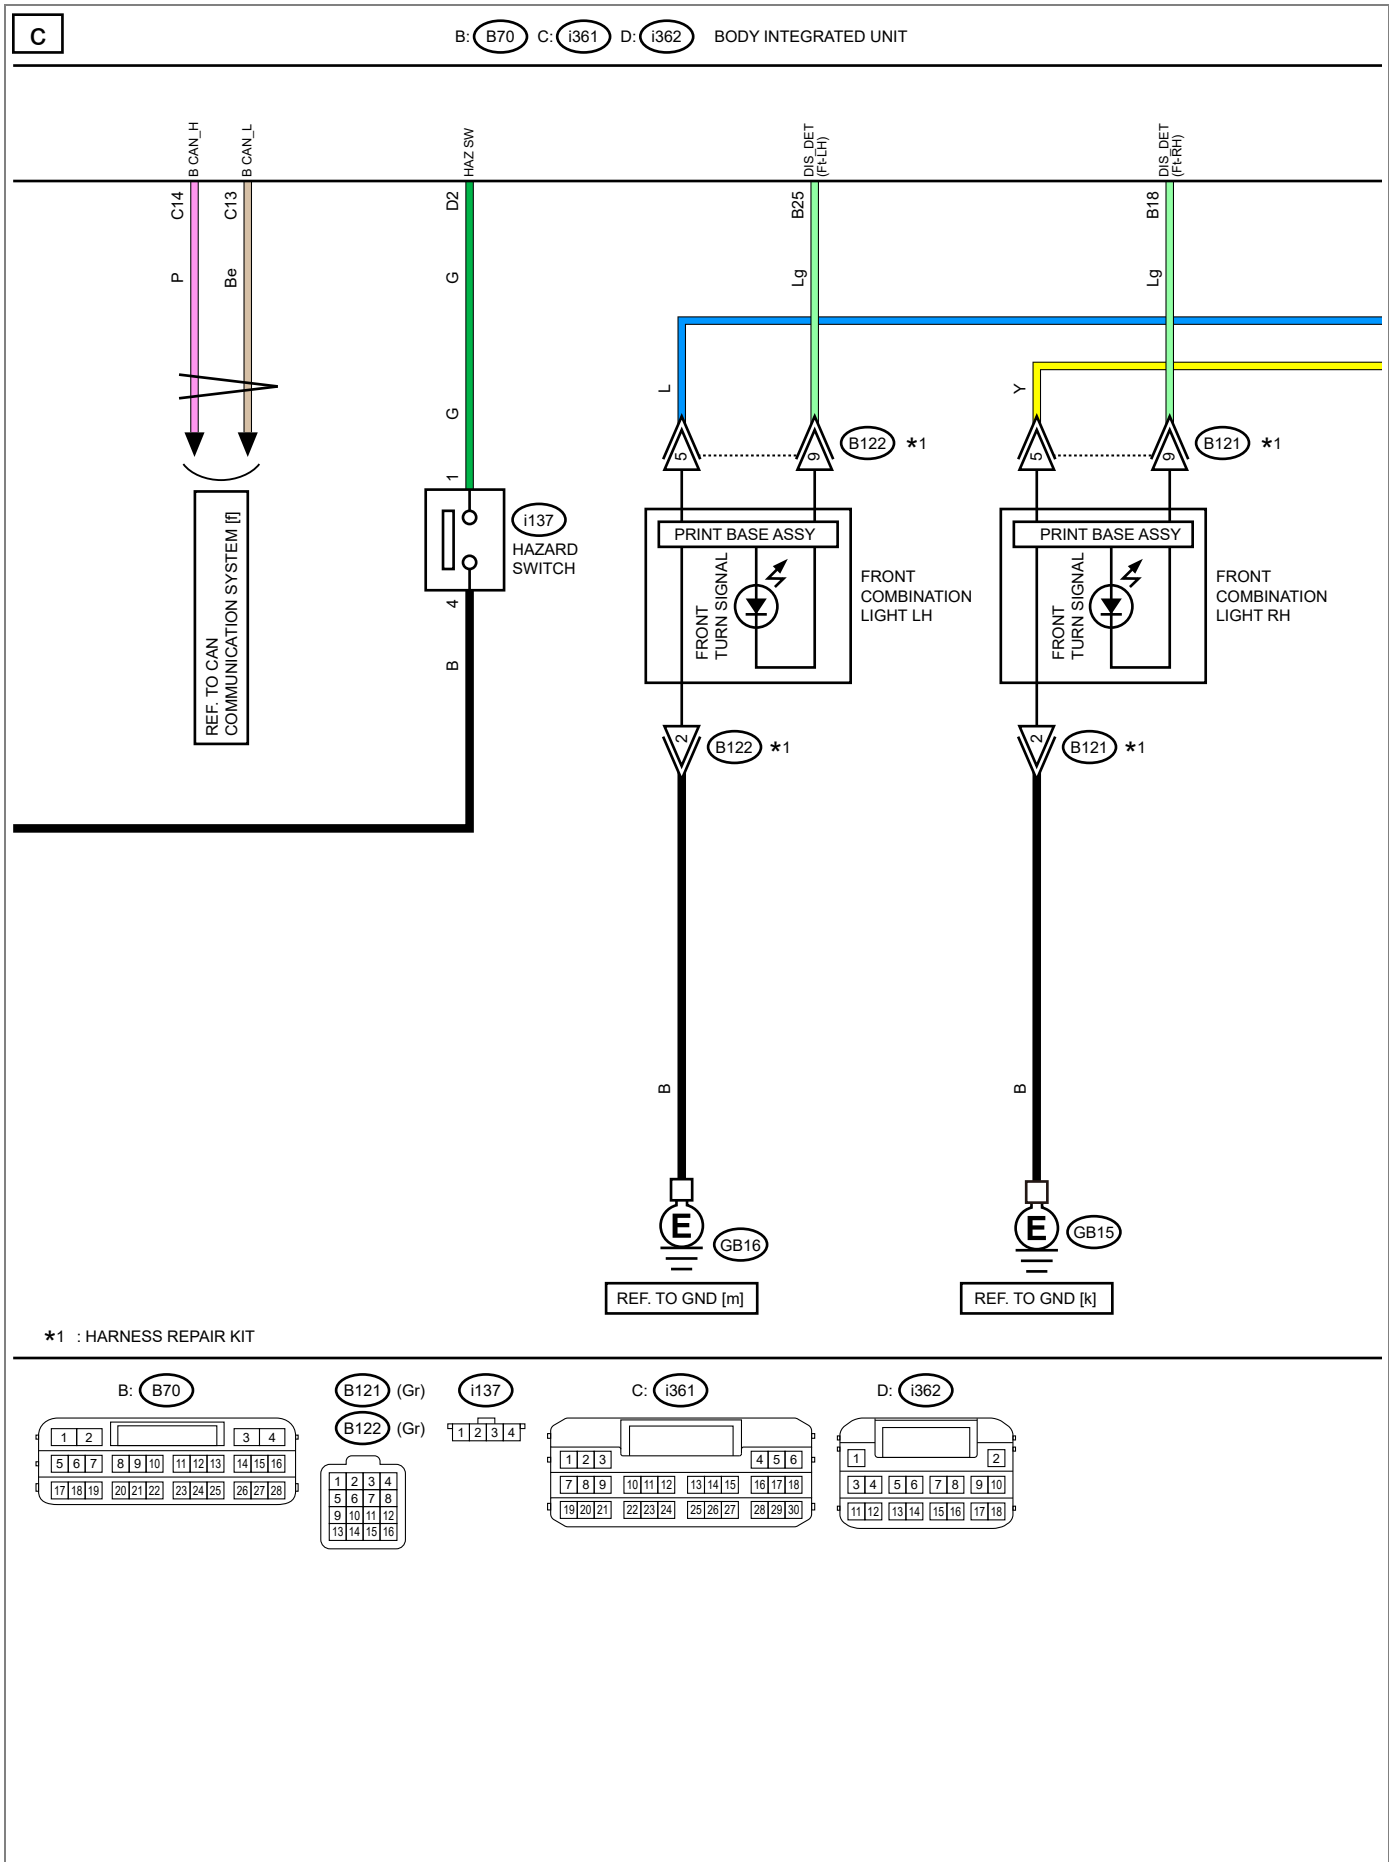 C
B: B70 C: i361 D: i362 BODY INTEGRATED UNIT
B CAN_H
B CAN_L
HAZ SW
DIS_DET
(Ft-LH)
DIS_DET
(Ft-RH)
C14
C13
D2
B25
B18
P
Be
G
Lg
Lg
L
Y
G
5
9
B122 *1
5
9
B121 *1
1
i137
HAZARD
SWITCH
4
B
REF. TO CAN
COMMUNICATION SYSTEM [f]
PRINT BASE ASSY
FRONT
TURN SIGNAL
FRONT
COMBINATION
LIGHT LH
PRINT BASE ASSY
FRONT
TURN SIGNAL
FRONT
COMBINATION
LIGHT RH
2
B122 *1
2
B121 *1
B
B
E
GB16
E
GB15
REF. TO GND [m]
REF. TO GND [k]
*1 : HARNESS REPAIR KIT
B: B70
1 2 3 4
5 6 7 8 9 10 11 12 13 14 15 16
17 18 19 20 21 22 23 24 25 26 27 28
B121 (Gr)
B122 (Gr)
1 2 3 4
5 6 7 8
9 10 11 12
13 14 15 16
i137
1 2 3 4
C: i361
1 2 3 4 5 6
7 8 9 10 11 12 13 14 15 16 17 18
19 20 21 22 23 24 25 26 27 28 29 30
D: i362
1 2
3 4 5 6 7 8 9 10
11 12 13 14 15 16 17 18